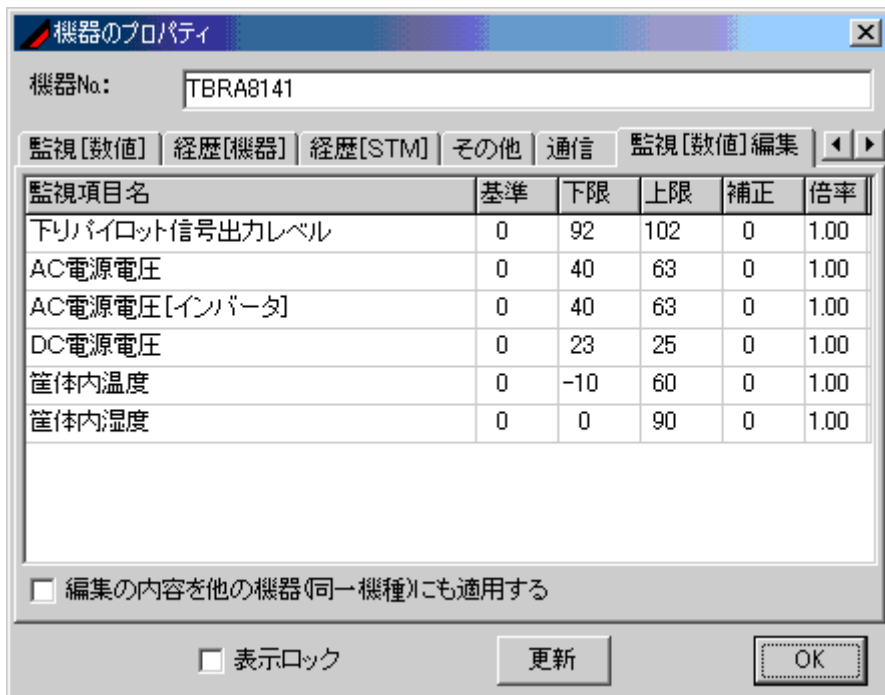 機器のプロパティ
機器No.: TBRA8141
監視[数値] 経歴[機器] 経歴[STM] その他 通信 監視[数値]編集
監視項目名 基準 下限 上限 補正 倍率
下りパイロット信号出力レベル 0 92 102 0 1.00
AC電源電圧 0 40 63 0 1.00
AC電源電圧[インバータ] 0 40 63 0 1.00
DC電源電圧 0 23 25 0 1.00
筐体内温度 0 -10 60 0 1.00
筐体内湿度 0 0 90 0 1.00
編集の内容を他の機器(同一機種)にも適用する
表示ロック 更新 OK